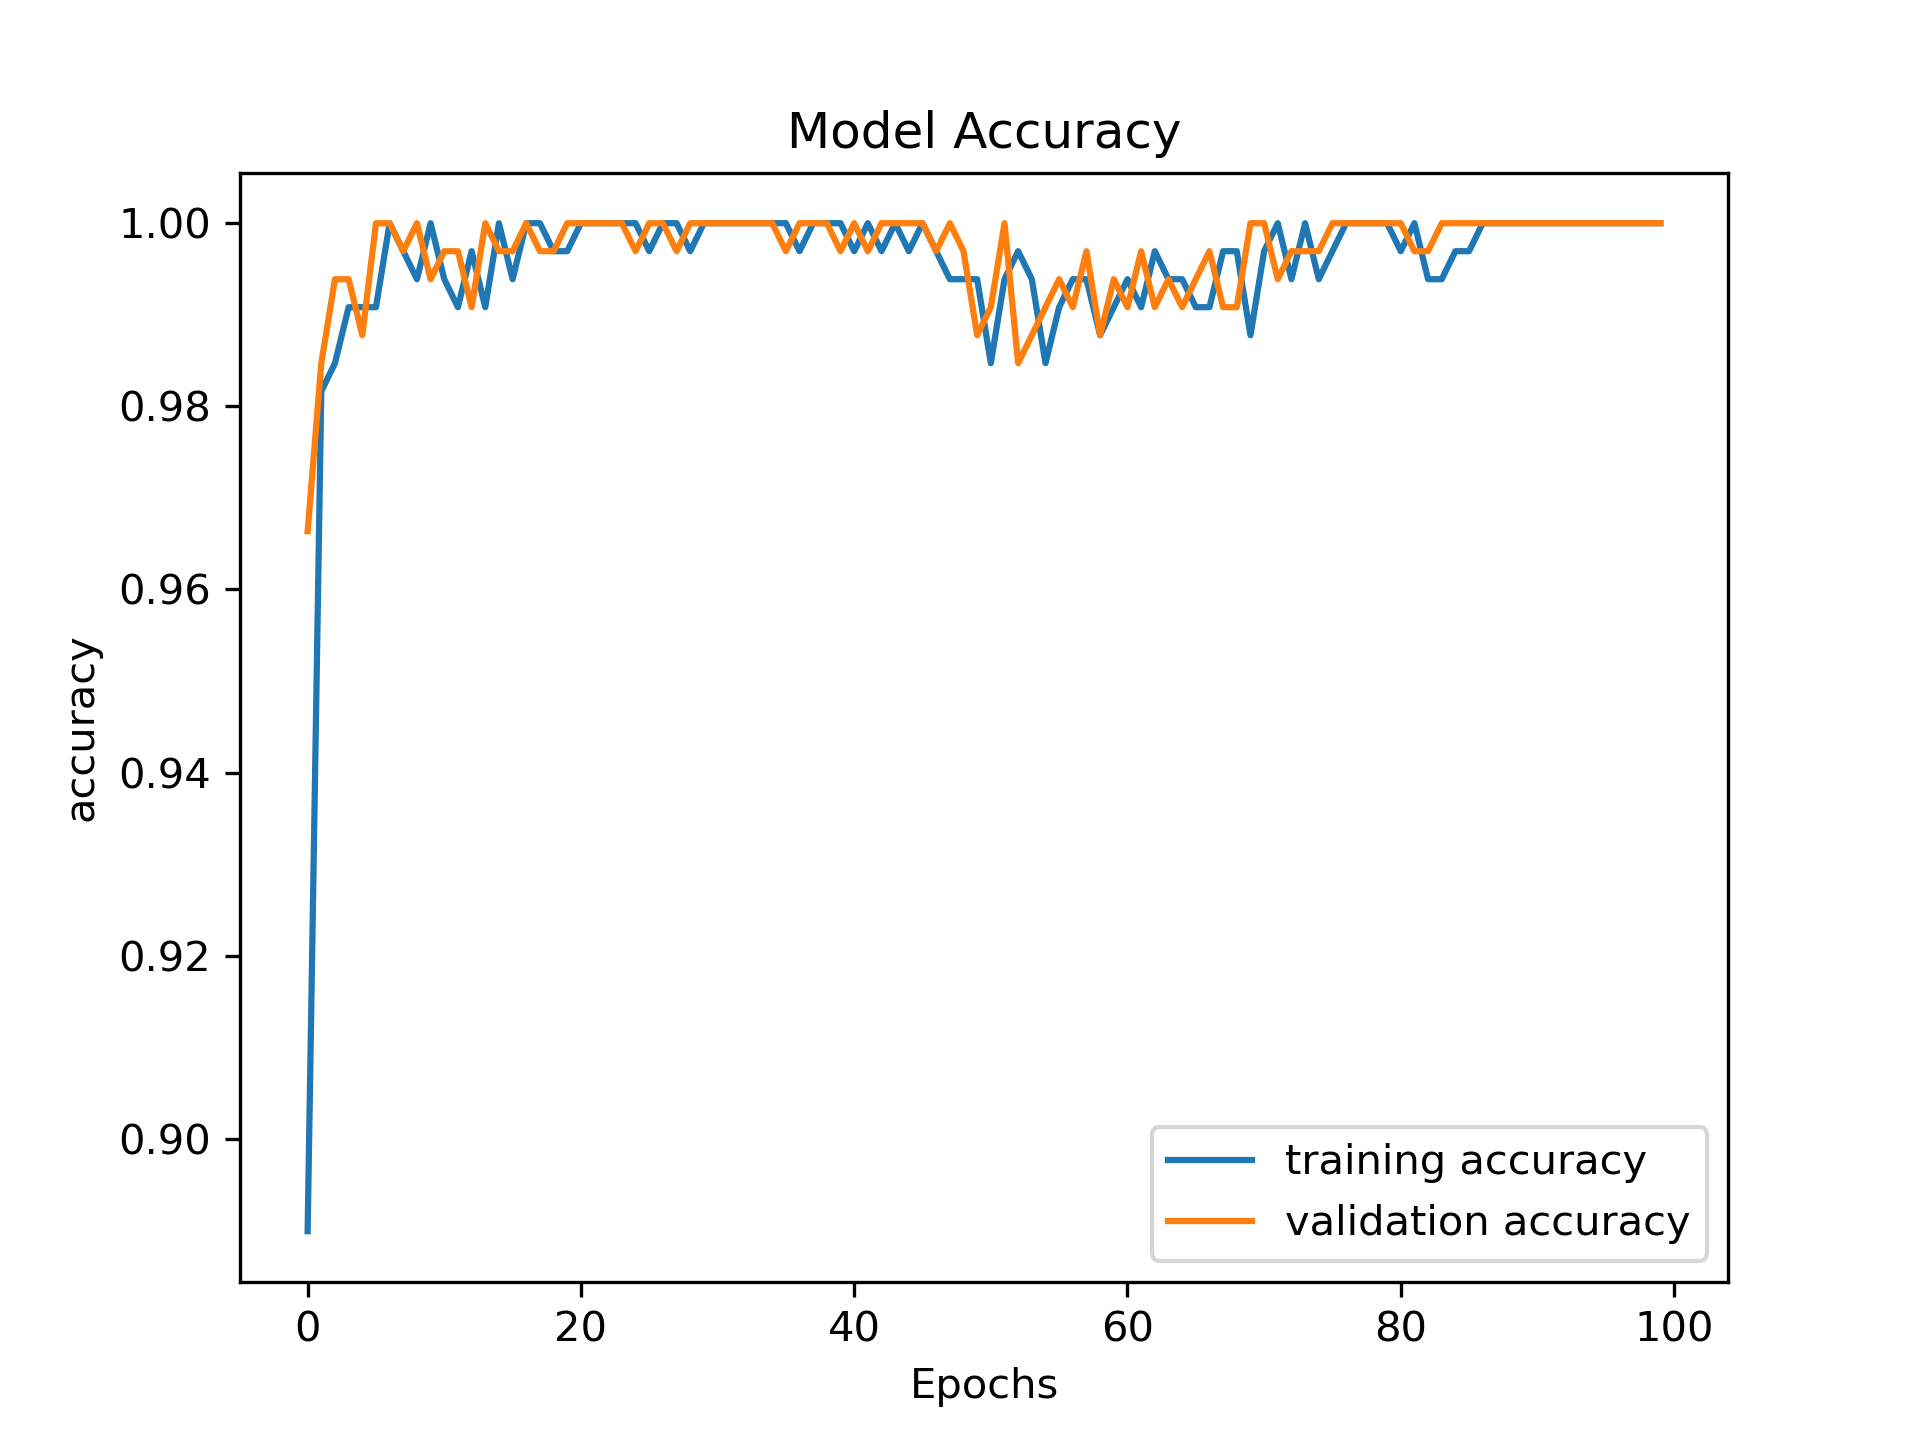 Model Accuracy
1.00
0.98
0.96
0.94
0.92
0.90
accuracy
training accuracy
validation accuracy
0 20 40 60 80 100
Epochs